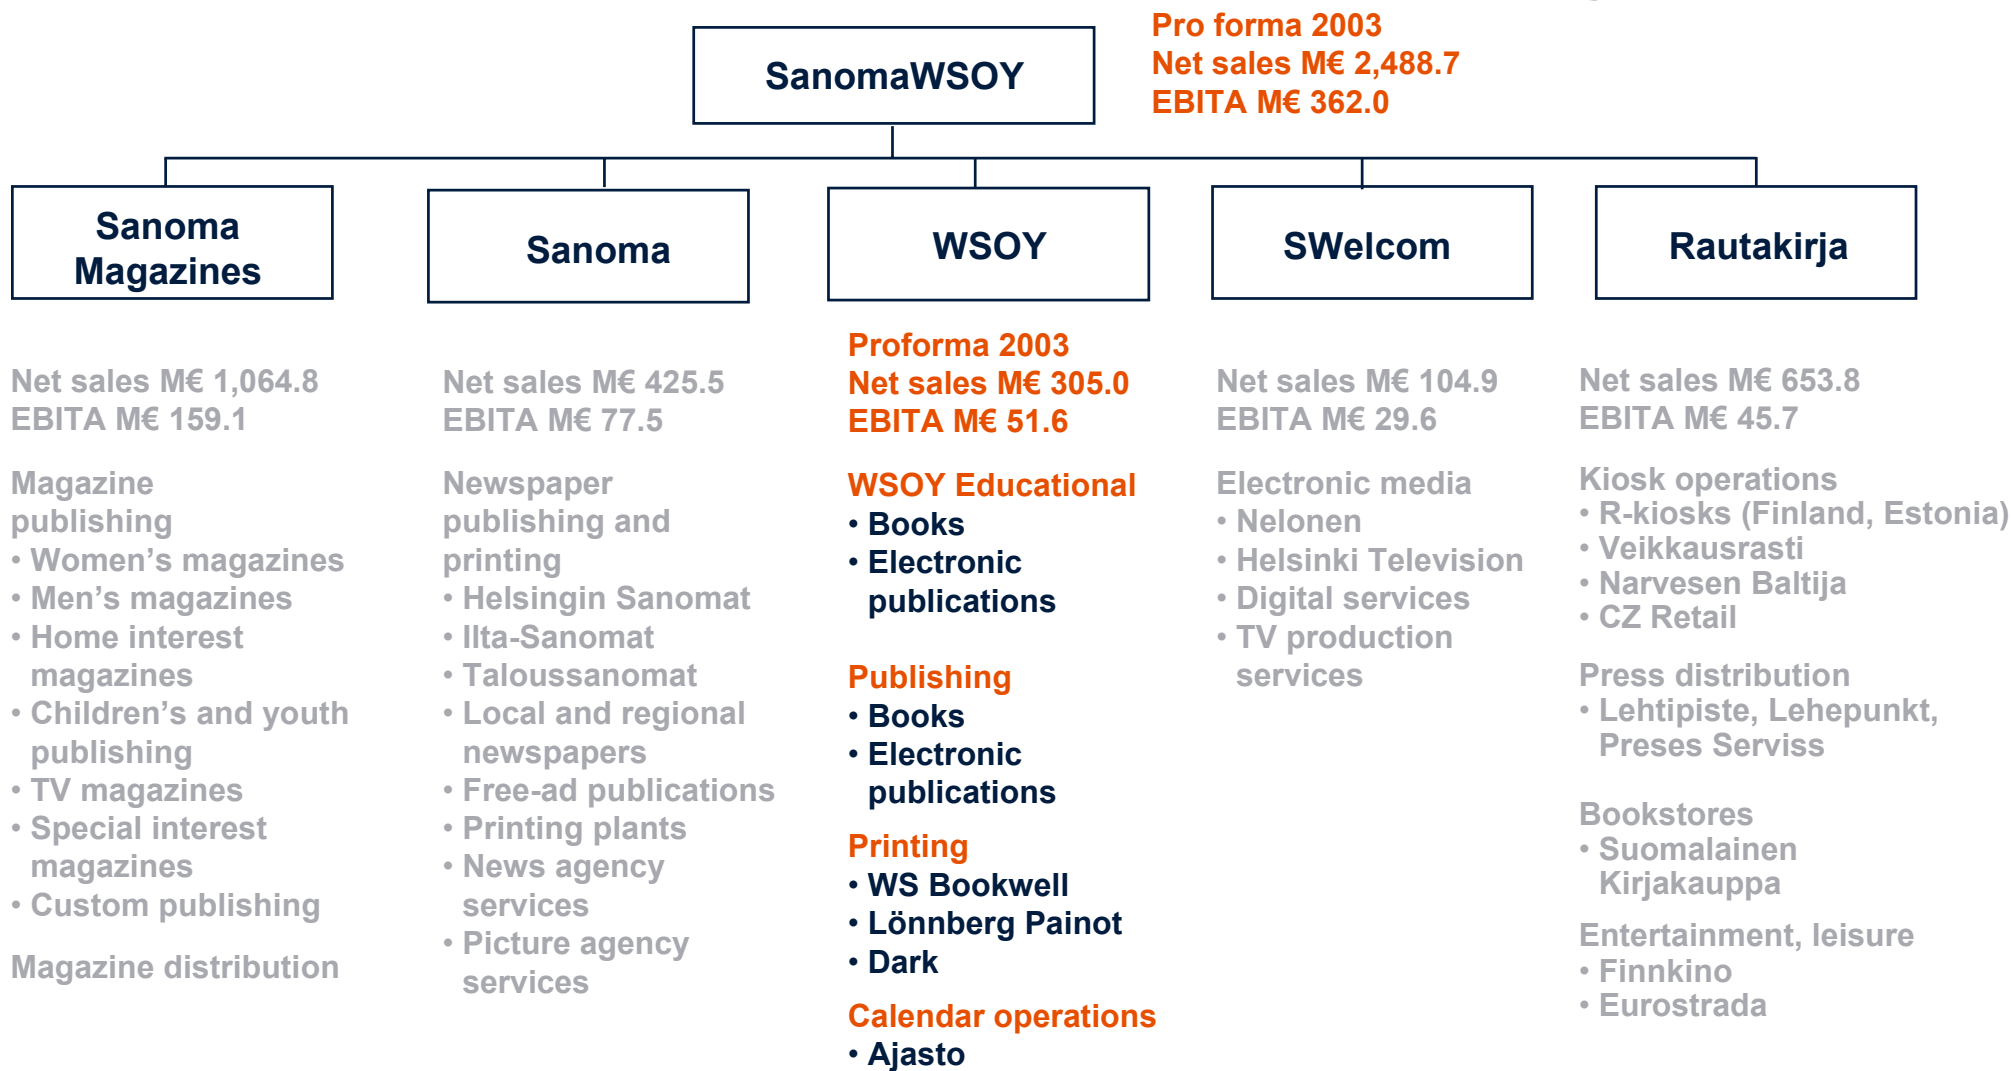 Pro forma 2003
Net sales M€ 2,488.7
EBITA M€ 362.0
SanomaWSOY
Sanoma
Magazines
Sanoma
WSOY
SWelcom
Rautakirja
Net sales M€ 1,064.8
EBITA M€ 159.1
Magazine
publishing
• Women’s magazines
• Men’s magazines
• Home interest
magazines
• Children’s and youth
publishing
• TV magazines
• Special interest
magazines
• Custom publishing
Magazine distribution
Net sales M€ 425.5
EBITA M€ 77.5
Newspaper
publishing and
printing
• Helsingin Sanomat
• Ilta-Sanomat
• Taloussanomat
• Local and regional
newspapers
• Free-ad publications
• Printing plants
• News agency
services
• Picture agency
services
Proforma 2003
Net sales M€ 305.0
EBITA M€ 51.6
WSOY Educational
• Books
• Electronic
publications
Publishing
• Books
• Electronic
publications
Printing
• WS Bookwell
• Lönnberg Painot
• Dark
Calendar operations
• Ajasto
Net sales M€ 104.9
EBITA M€ 29.6
Electronic media
• Nelonen
• Helsinki Television
• Digital services
• TV production
services
Net sales M€ 653.8
EBITA M€ 45.7
Kiosk operations
• R-kiosks (Finland, Estonia)
• Veikkausrasti
• Narvesen Baltija
• CZ Retail
Press distribution
• Lehtipiste, Lehepunkt,
Preses Serviss
Bookstores
• Suomalainen
Kirjakauppa
Entertainment, leisure
• Finnkino
• Eurostrada